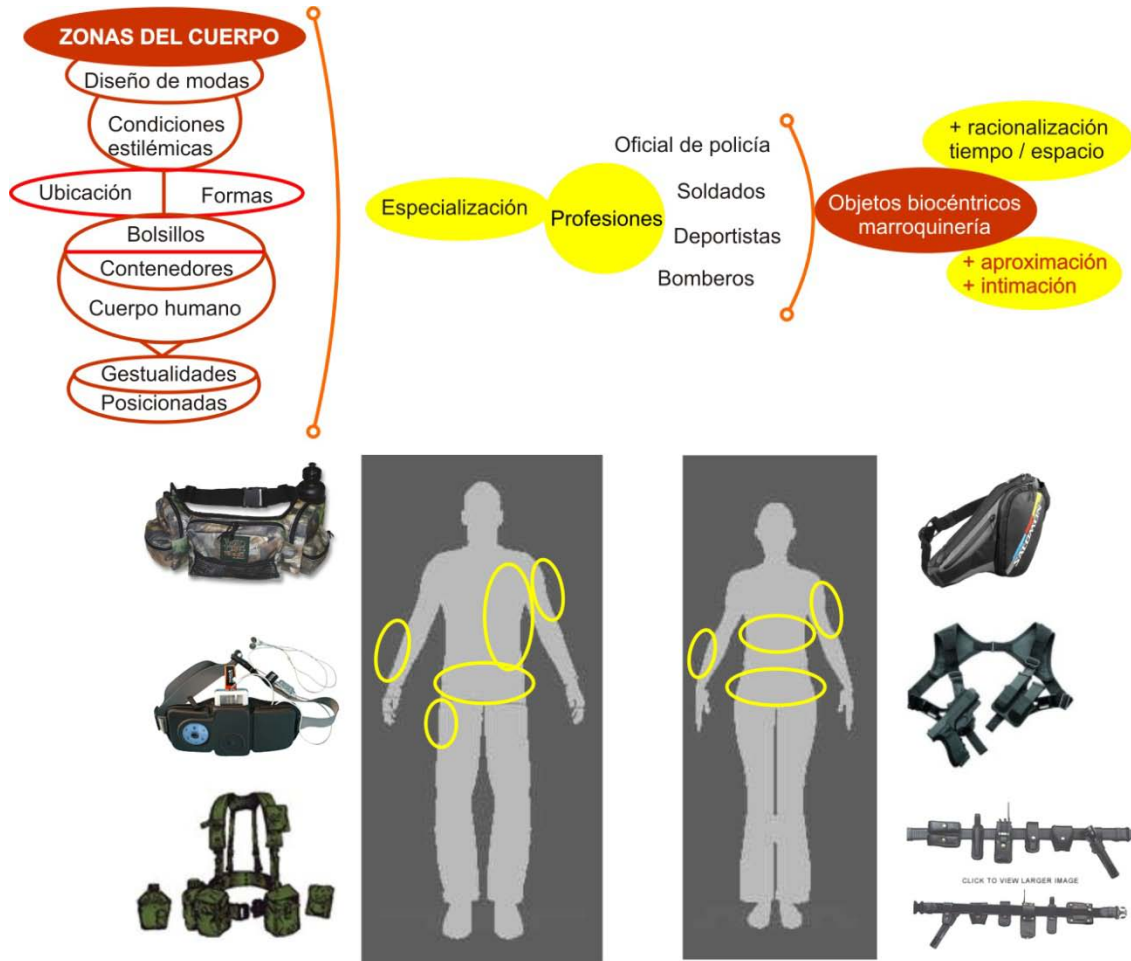 ZONAS DEL CUERPO
Diseño de modas
Condiciones
estilémicas
Ubicación
Formas
Bolsillos
Contenedores
Cuerpo humano
Gestualidades
Posicionadas
Especialización
Profesiones
Oficial de policía
Soldados
Deportistas
Bomberos
+ racionalización
tiempo / espacio
Objetos biocéntricos
marroquinería
+ aproximación
+ intimación
SALOMON
CLICK TO VIEW LARGER IMAGE